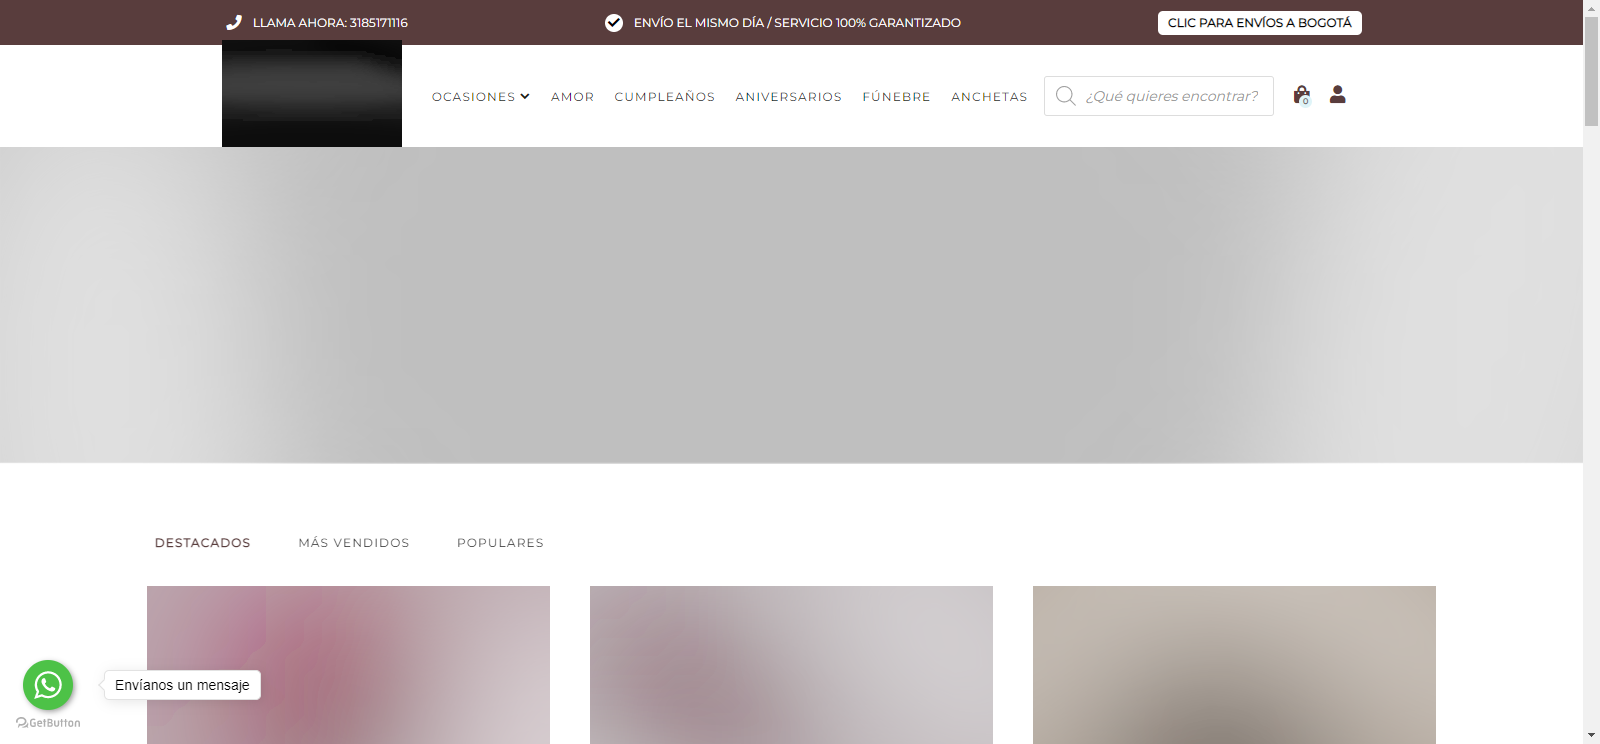 LLAMA AHORA: 3185171116
ENVÍO EL MISMO DÍA / SERVICIO 100% GARANTIZADO
CLIC PARA ENVÍOS A BOGOTÁ
OCASIONES
AMOR
CUMPLEAÑOS
ANIVERSARIOS
FÚNEBRE
ANCHETAS
¿Qué quieres encontrar?
0
DESTACADOS
MÁS VENDIDOS
POPULARES
Envíanos un mensaje
GetButton